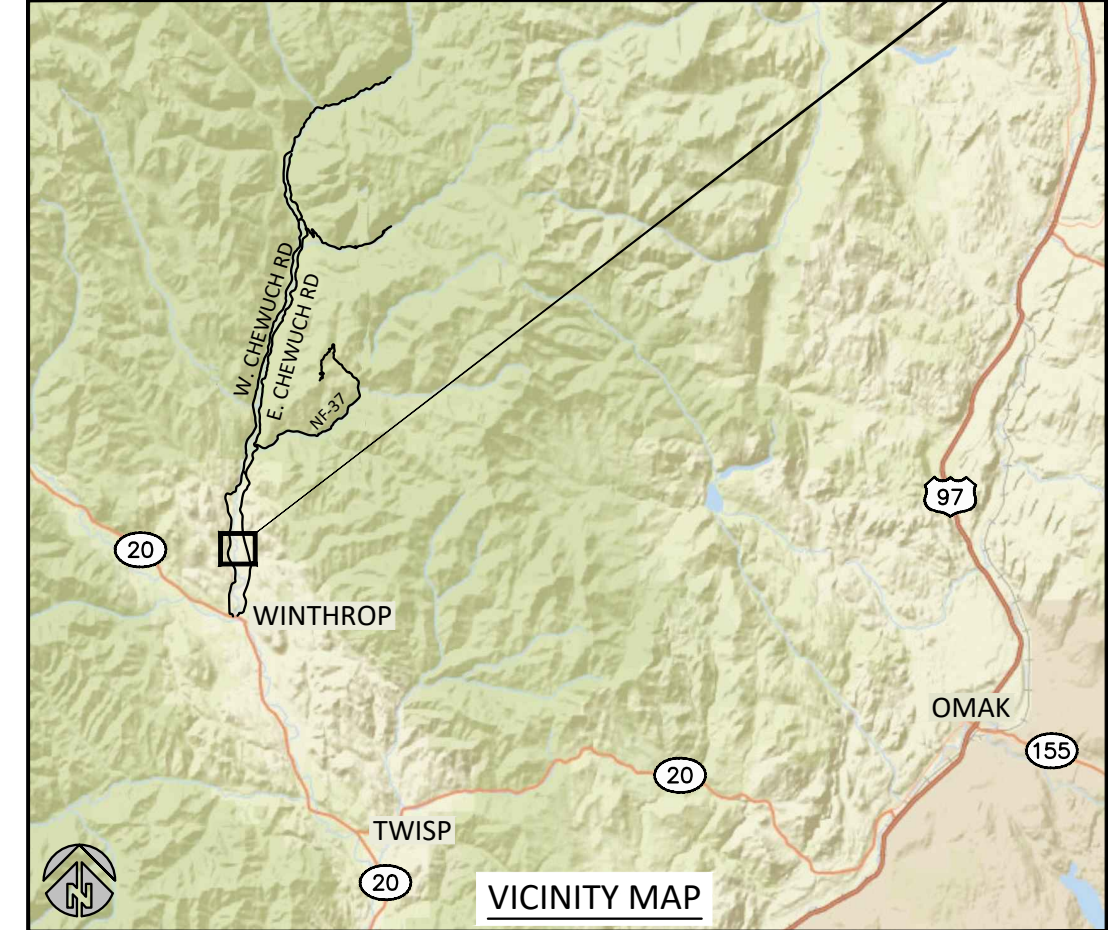 W. CHEWUCH RD
E. CHEWUCH RD
NF-37
97
20
WINTHROP
OMAK
155
20
TWISP
20
N
VICINITY MAP